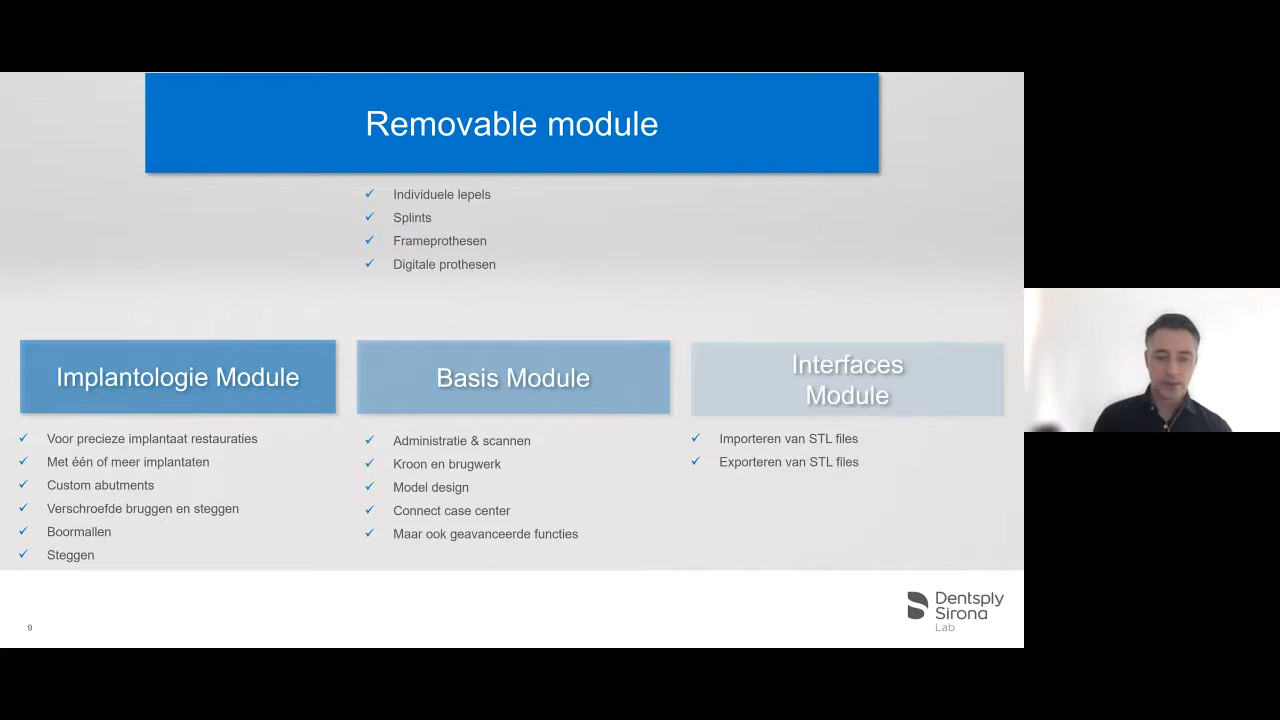 Removable module
Individuele lepels
Splints
Frameprothesen
Digitale prothesen
Implantologie Module
Voor precieze implantaat restauraties
Met één of meer implantaten
Custom abutments
Verschroefde bruggen en steggen
Boormallen
Steggen
Basis Module
Administratie & scannen
Kroon en brugwerk
Model design
Connect case center
Maar ook geavanceerde functies
Interfaces
Module
Importeren van STL files
Exporteren van STL files
9
Dentsply
Sirona
Lab